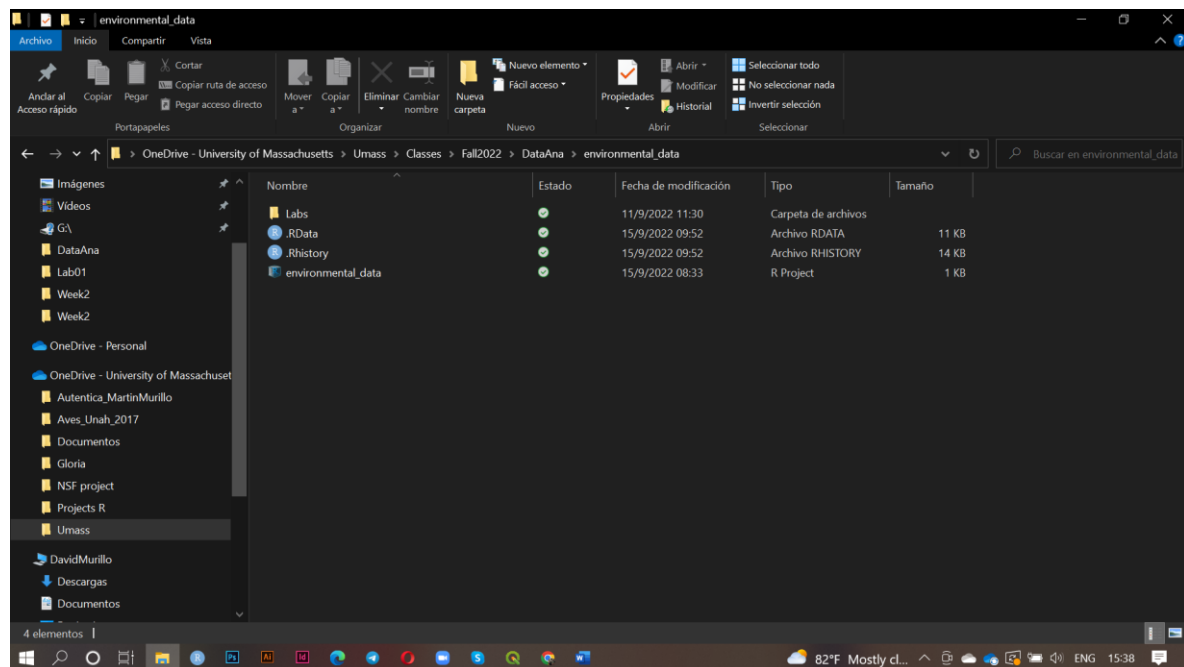 environmental_data
Archivo Inicio Compartir Vista
Anclar al Acceso rápido
Copiar
Pegar
Cortar
Copiar ruta de acceso
Pegar acceso directo
Portapapeles
Mover a
Copiar a
Eliminar
Cambiar nombre
Organizar
Nueva carpeta
Nuevo elemento
Fácil acceso
Nuevo
Propiedades
Abrir
Modificar
Historial
Abrir
Seleccionar todo
No seleccionar nada
Invertir selección
Seleccionar
OneDrive - University of Massachusetts > Umass > Classes > Fall2022 > DataAna > environmental_data
Buscar en environmental_data
Imágenes
Vídeos
G:\
DataAna
Lab01
Week2
Week2
OneDrive - Personal
OneDrive - University of Massachuset
Autentica_MartinMurillo
Aves_Unah_2017
Documentos
Gloria
NSF project
Projects R
Umass
DavidMurillo
Descargas
Documentos
Nombre Estado Fecha de modificación Tipo Tamaño
Labs 11/9/2022 11:30 Carpeta de archivos
.RData 15/9/2022 09:52 Archivo RDATA 11 KB
.Rhistory 15/9/2022 09:52 Archivo RHISTORY 14 KB
environmental_data 15/9/2022 08:33 R Project 1 KB
4 elementos
82°F Mostly cl... ENG 15:38